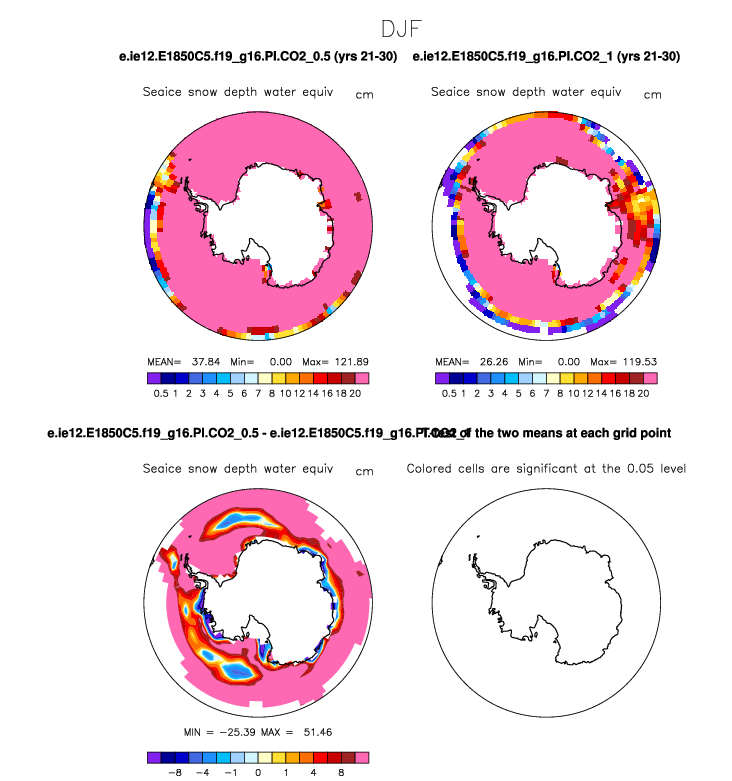 DJF
e.ie12.E1850C5.f19_g16.PI.CO2_0.5 (yrs 21-30)
e.ie12.E1850C5.f19_g16.PI.CO2_1 (yrs 21-30)
Seaice snow depth water equiv cm
Seaice snow depth water equiv cm
MEAN= 37.84 Min= 0.00 Max= 121.89
MEAN= 26.26 Min= 0.00 Max= 119.53
0.5 1 2 3 4 5 6 7 8 10 12 14 16 18 20
0.5 1 2 3 4 5 6 7 8 10 12 14 16 18 20
e.ie12.E1850C5.f19_g16.PI.CO2_0.5 - e.ie12.E1850C5.f19_g16.PI.CO2_1
T-Test of the two means at each grid point
Seaice snow depth water equiv cm
Colored cells are significant at the 0.05 level
MIN = -25.39 MAX = 51.46
-8 -4 -1 0 1 4 8